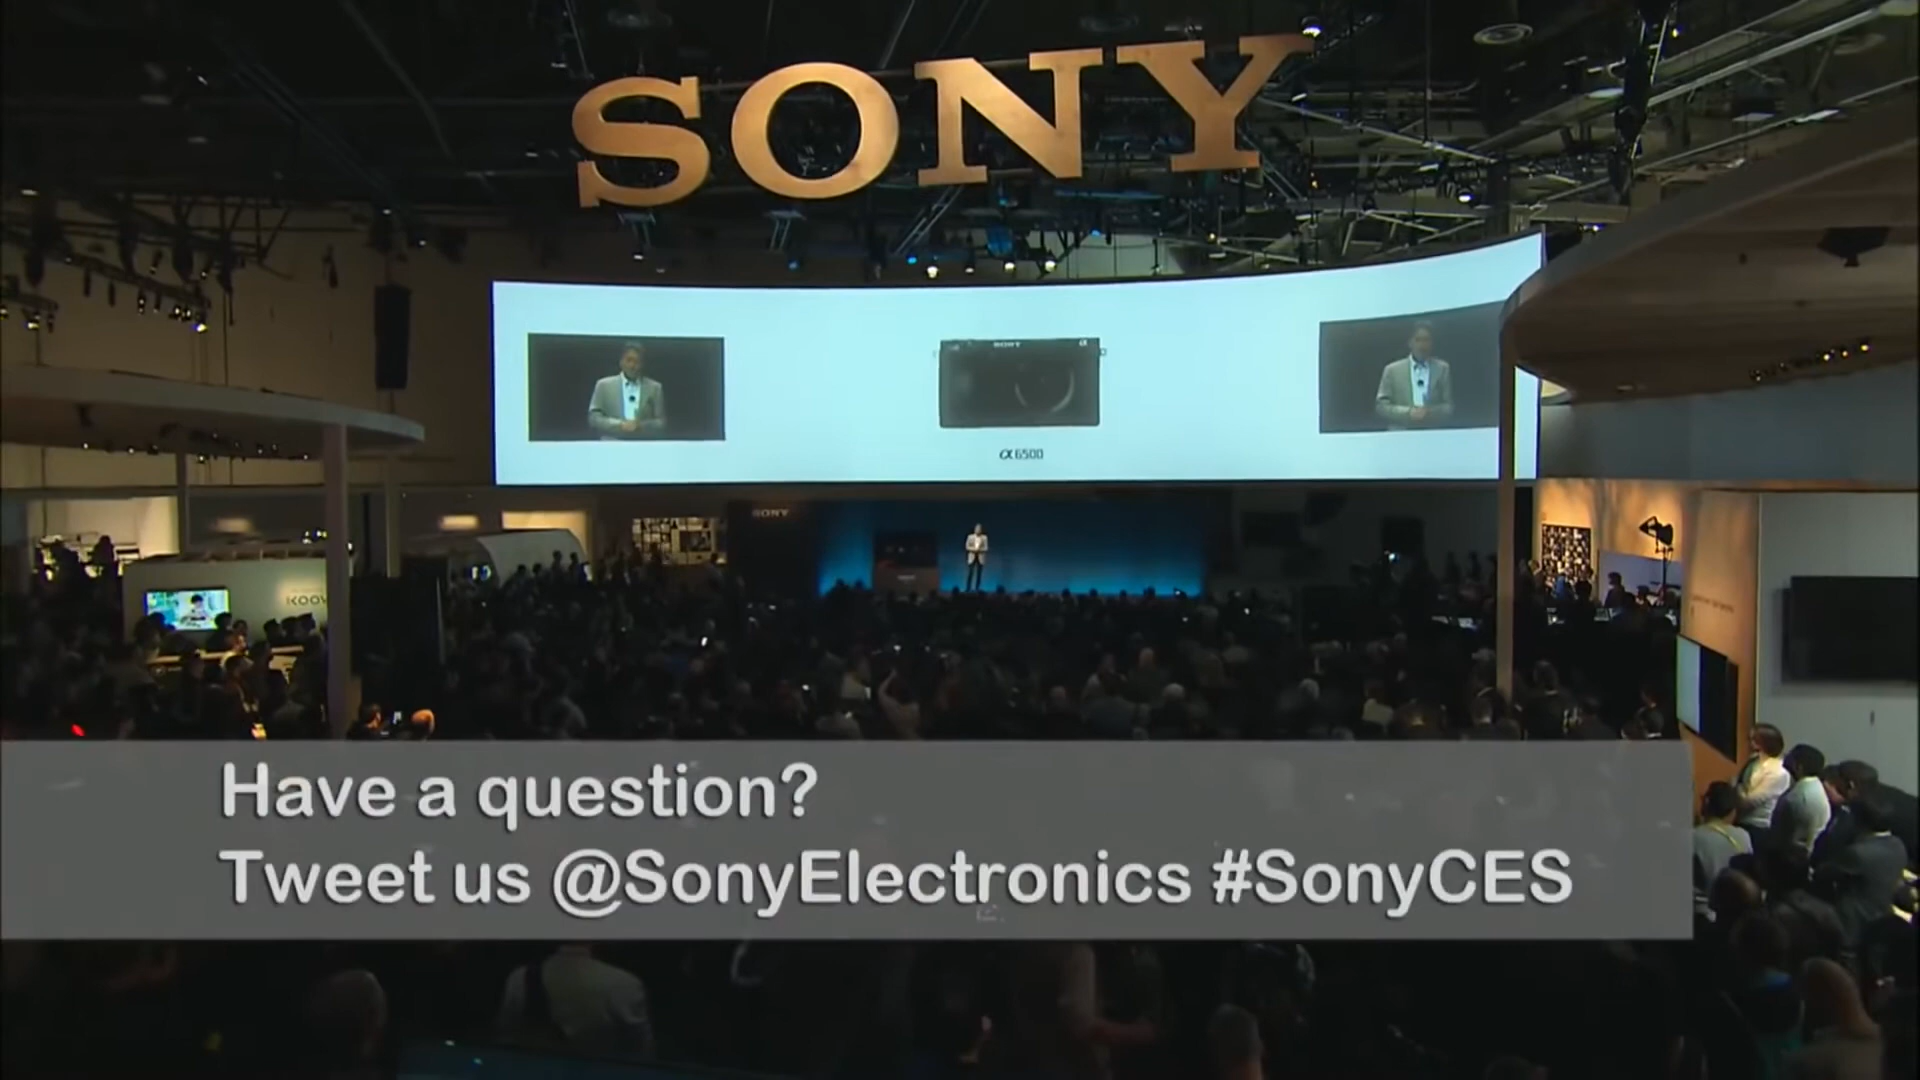 SONY
SONY
α
α6500
SONY
KOOV
Have a question?
Tweet us @SonyElectronics #SonyCES